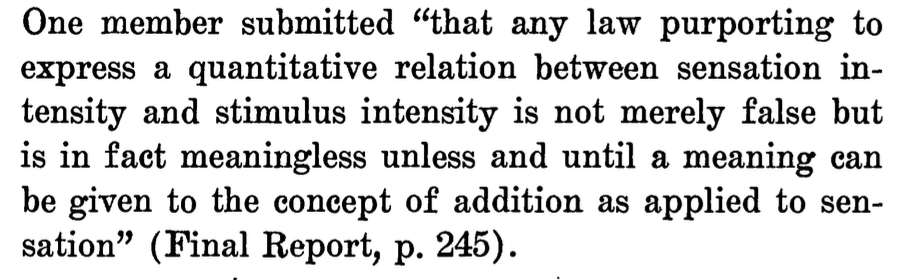 One member submitted “that any law purporting to
express a quantitative relation between sensation in-
tensity and stimulus intensity is not merely false but
is in fact meaningless unless and until a meaning can
be given to the concept of addition as applied to sen-
sation” (Final Report, p. 245).